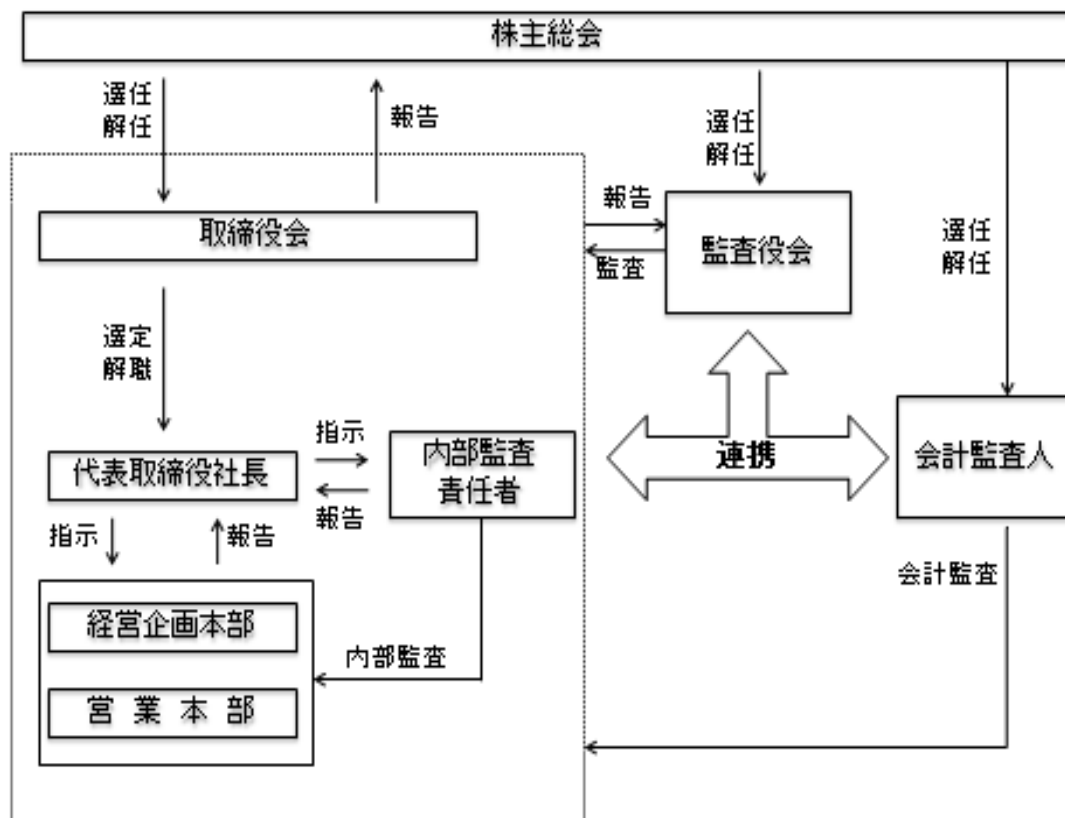 株主総会
選任
解任
報告
選任
解任
選任
解任
取締役会
報告
監査
監査役会
選定
解職
代表取締役社長
指示
報告
内部監査
責任者
連携
会計監査人
指示
報告
会計監査
経営企画本部
営業本部
内部監査